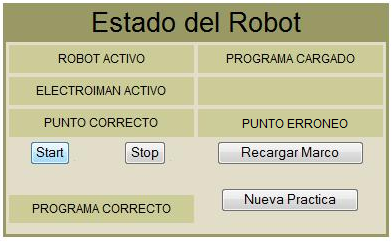 Estado del Robot
ROBOT ACTIVO PROGRAMA CARGADO
ELECTROIMAN ACTIVO
PUNTO CORRECTO PUNTO ERRONEO
Start Stop Recargar Marco
Nueva Practica
PROGRAMA CORRECTO